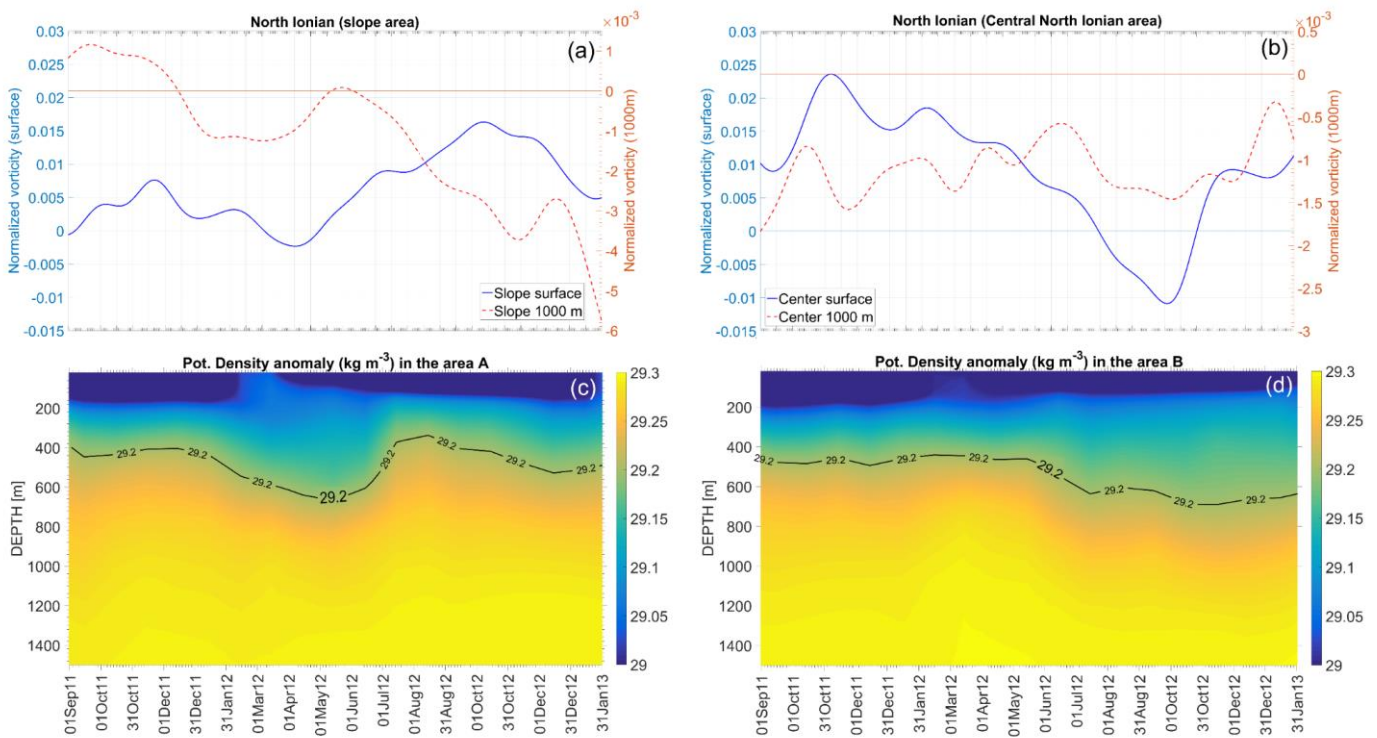 North Ionian (slope area)
(a)
Normalized vorticity (surface)
0.03
0.025
0.02
0.015
0.01
0.005
0
-0.005
-0.01
-0.015
×10⁻³
1
0
-1
-2
-3
-4
-5
-6
Normalized vorticity (1000m)
Slope surface
Slope 1000 m
North Ionian (Central North Ionian area)
(b)
Normalized vorticity (surface)
0.03
0.025
0.02
0.015
0.01
0.005
0
-0.005
-0.01
-0.015
×10⁻³
0.5
0
-0.5
-1
-1.5
-2
-2.5
-3
Normalized vorticity (1000m)
Center surface
Center 1000 m
Pot. Density anomaly (kg m⁻³) in the area A
(c)
DEPTH [m]
200
400
600
800
1000
1200
1400
29.2
29.2
29.2
29.2
29.2
29.2
29.2
29.2
29.2
29.2
29.3
29.25
29.2
29.15
29.1
29.05
29
01Sep11
01Oct11
31Oct11
01Dec11
31Dec11
31Jan12
01Mar12
01Apr12
01May12
01Jun12
01Jul12
01Aug12
31Aug12
01Oct12
31Oct12
01Dec12
31Dec12
31Jan13
Pot. Density anomaly (kg m⁻³) in the area B
(d)
DEPTH [m]
200
400
600
800
1000
1200
1400
29.2
29.2
29.2
29.2
29.2
29.2
29.2
29.2
29.2
29.2
29.2
29.3
29.25
29.2
29.15
29.1
29.05
29
01Sep11
01Oct11
31Oct11
01Dec11
31Dec11
31Jan12
01Mar12
01Apr12
01May12
01Jun12
01Jul12
01Aug12
31Aug12
01Oct12
31Oct12
01Dec12
31Dec12
31Jan13